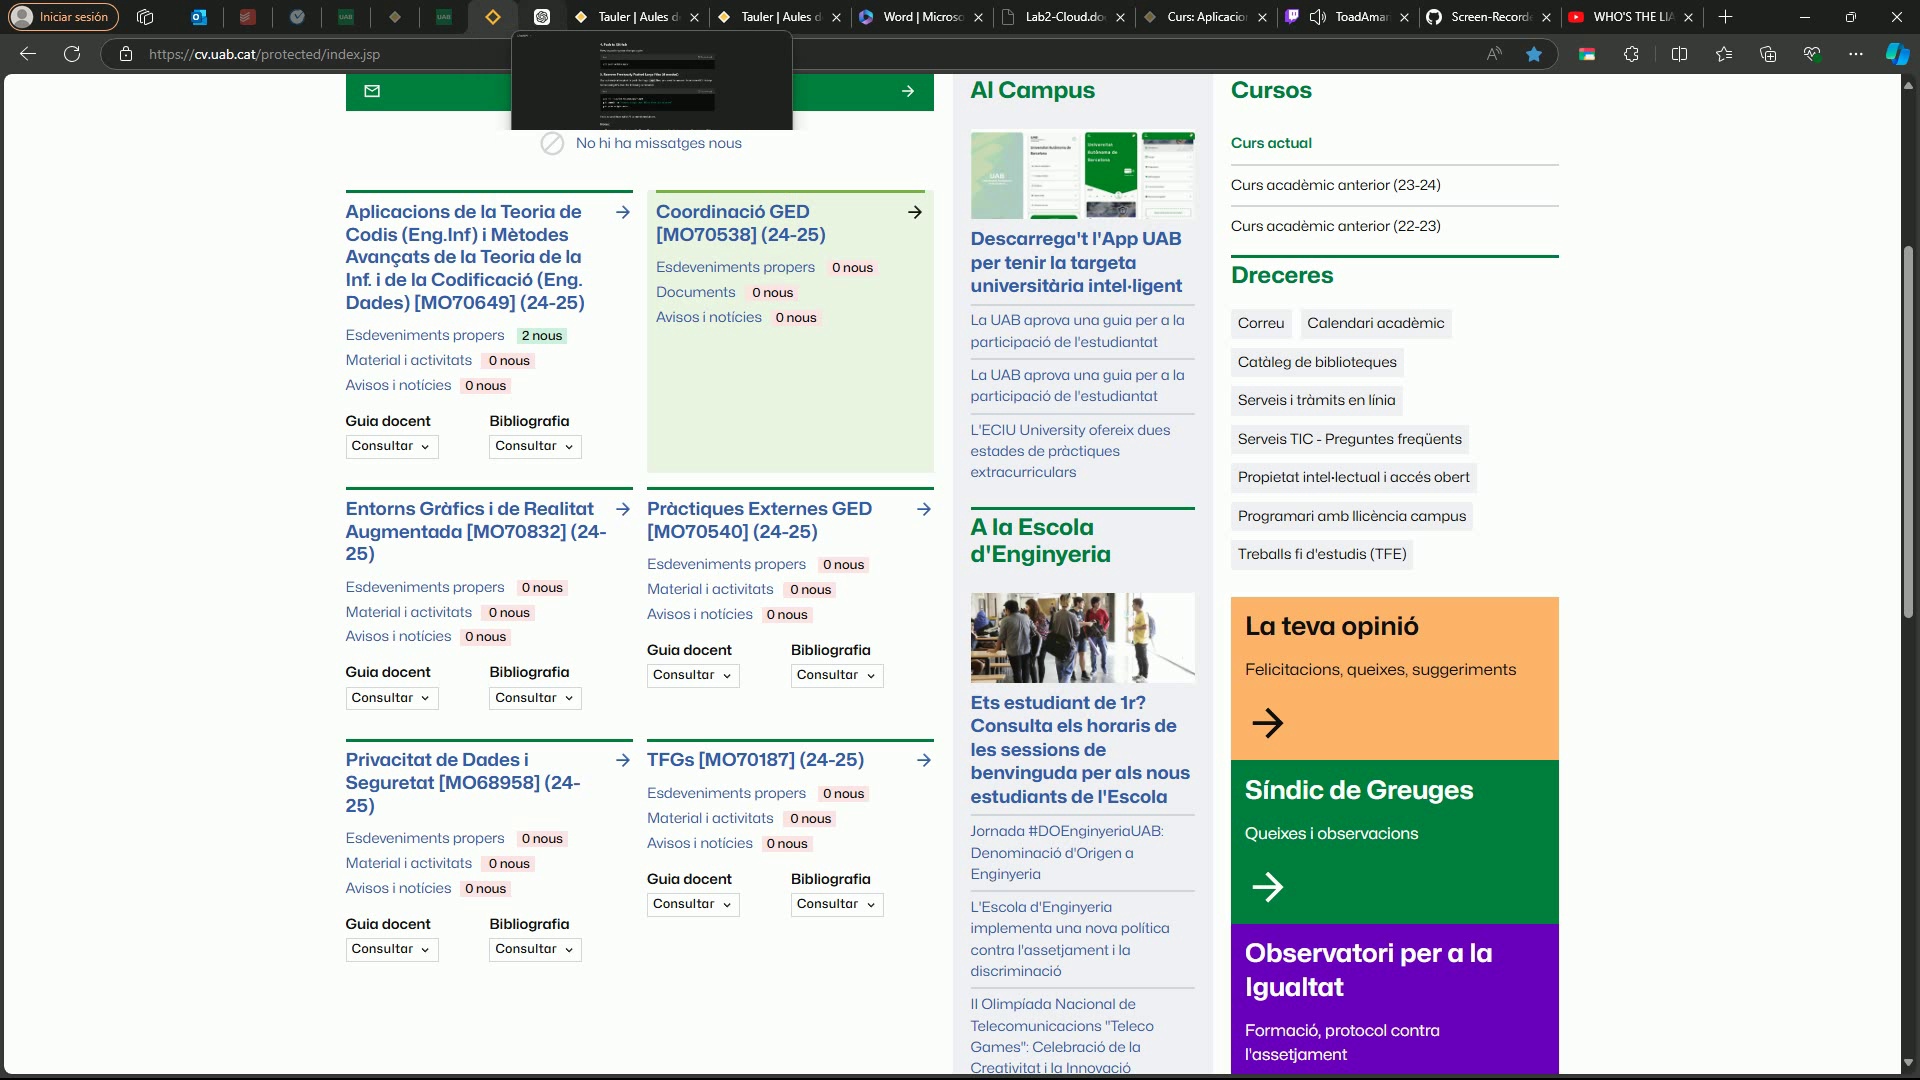 Iniciar sesión
Tauler | Aules d
Tauler | Aules d
Word | Microso
Lab2-Cloud.do
Curs: Aplicacion
ToadAmar
Screen-Record
WHO'S THE LIA
https://cv.uab.cat/protected/index.jsp
No hi ha missatges nous
Aplicacions de la Teoria de
Codis (Eng.Inf) i Mètodes
Avançats de la Teoria de la
Inf. i de la Codificació (Eng.
Dades) [MO70649] (24-25)
Esdeveniments propers 2 nous
Material i activitats 0 nous
Avisos i notícies 0 nous
Guia docent Bibliografia
Consultar Consultar
Coordinació GED
[MO70538] (24-25)
Esdeveniments propers 0 nous
Documents 0 nous
Avisos i notícies 0 nous
Entorns Gràfics i de Realitat
Augmentada [MO70832] (24-
25)
Esdeveniments propers 0 nous
Material i activitats 0 nous
Avisos i notícies 0 nous
Guia docent Bibliografia
Consultar Consultar
Pràctiques Externes GED
[MO70540] (24-25)
Esdeveniments propers 0 nous
Material i activitats 0 nous
Avisos i notícies 0 nous
Guia docent Bibliografia
Consultar Consultar
Privacitat de Dades i
Seguretat [MO68958] (24-
25)
Esdeveniments propers 0 nous
Material i activitats 0 nous
Avisos i notícies 0 nous
Guia docent Bibliografia
Consultar Consultar
TFGs [MO70187] (24-25)
Esdeveniments propers 0 nous
Material i activitats 0 nous
Avisos i notícies 0 nous
Guia docent Bibliografia
Consultar Consultar
Al Campus
Descarrega't l'App UAB
per tenir la targeta
universitària intel·ligent
La UAB aprova una guia per a la
participació de l'estudiantat
La UAB aprova una guia per a la
participació de l'estudiantat
L'ECIU University ofereix dues
estades de pràctiques
extracurriculars
A la Escola
d'Enginyeria
Ets estudiant de 1r?
Consulta els horaris de
les sessions de
benvinguda per als nous
estudiants de l'Escola
Jornada #DOEnginyeriaUAB:
Denominació d'Origen a
Enginyeria
L'Escola d'Enginyeria
implementa una nova política
contra l'assetjament i la
discriminació
II Olimpíada Nacional de
Telecomunicacions "Teleco
Games": Celebració de la
Creativitat i la Innovació
Cursos
Curs actual
Curs acadèmic anterior (23-24)
Curs acadèmic anterior (22-23)
Dreceres
Correu
Calendari acadèmic
Catàleg de biblioteques
Serveis i tràmits en línia
Serveis TIC - Preguntes freqüents
Propietat intel·lectual i accés obert
Programari amb llicència campus
Treballs fi d'estudis (TFE)
La teva opinió
Felicitacions, queixes, suggeriments
Síndic de Greuges
Queixes i observacions
Observatori per a la
Igualtat
Formació, protocol contra
l'assetjament